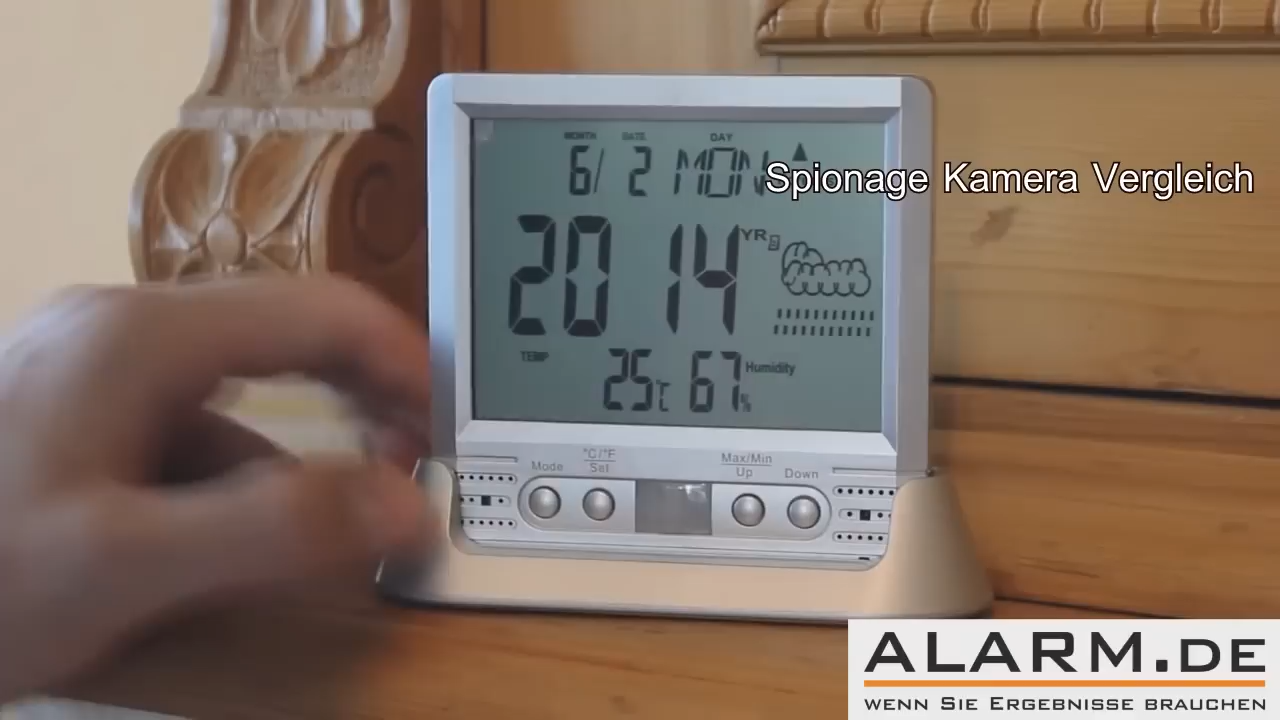 MONTH DATE DAY
6/ 2 MON
Spionage Kamera Vergleich
2014 YR
TEMP
25°C 67% Humidity
Mode °C/°F Set Max/Min Up Down
ALARM.DE
WENN SIE ERGEBNISSE BRAUCHEN